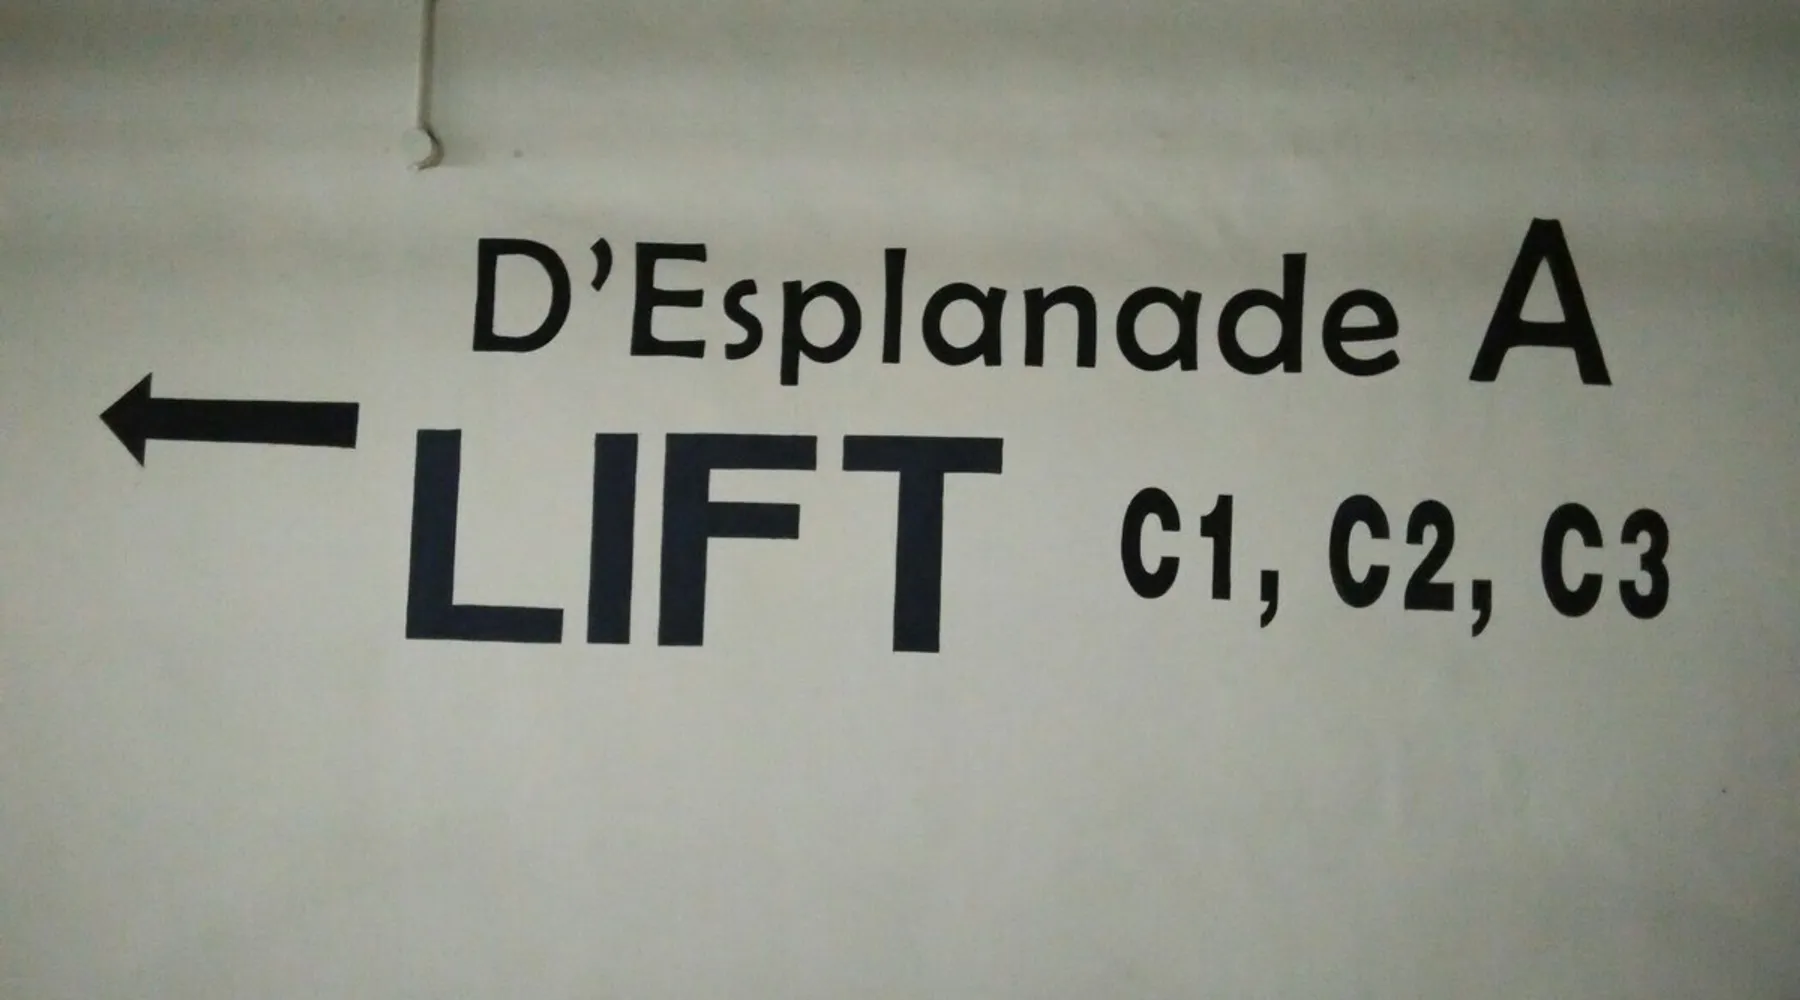 D'Esplanade A
LIFT C1, C2, C3